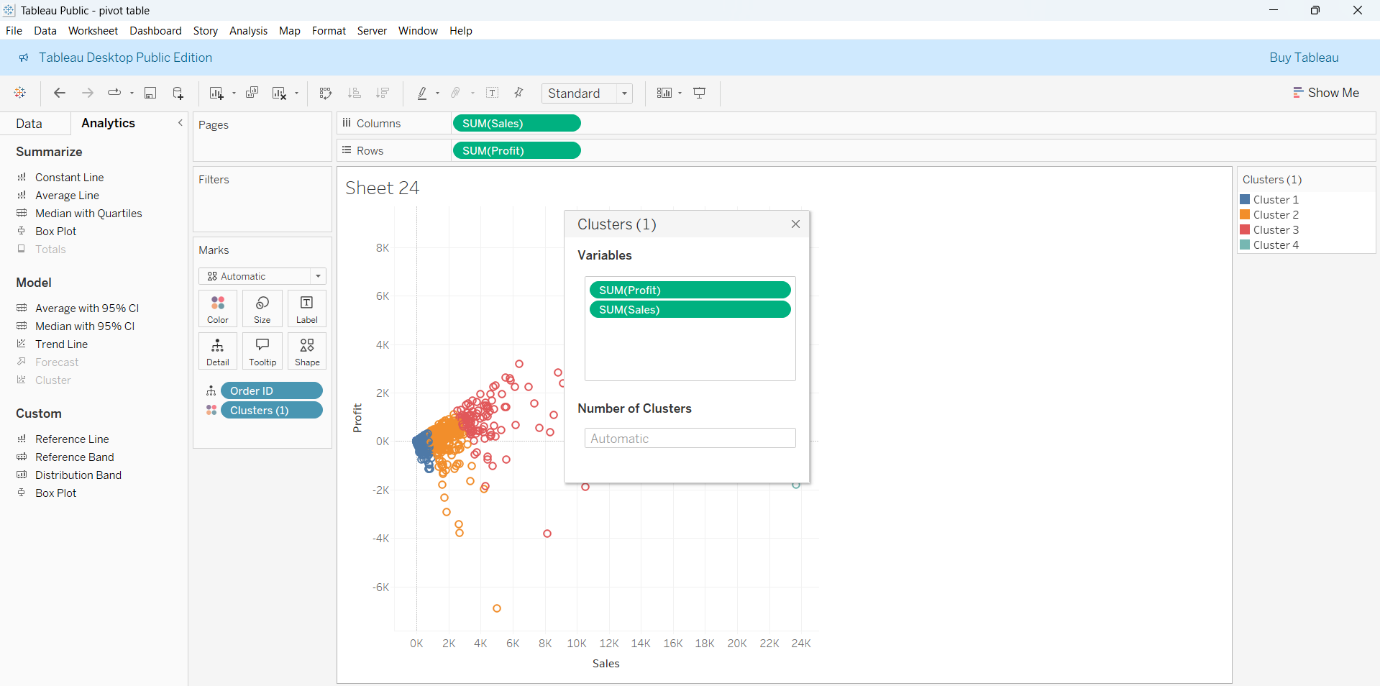 Tableau Public - pivot table
File Data Worksheet Dashboard Story Analysis Map Format Server Window Help
Tableau Desktop Public Edition
Buy Tableau
Standard
Show Me
Data
Analytics
Summarize
Constant Line
Average Line
Median with Quartiles
Box Plot
Totals
Model
Average with 95% CI
Median with 95% CI
Trend Line
Forecast
Cluster
Custom
Reference Line
Reference Band
Distribution Band
Box Plot
Pages
Filters
Marks
Automatic
Color Size Label
Detail Tooltip Shape
Order ID
Clusters (1)
Columns SUM(Sales)
Rows SUM(Profit)
Sheet 24
8K
6K
4K
2K
0K
-2K
-4K
-6K
Profit
0K 2K 4K 6K 8K 10K 12K 14K 16K 18K 20K 22K 24K
Sales
Clusters (1)
Variables
SUM(Profit)
SUM(Sales)
Number of Clusters
Automatic
Clusters (1)
Cluster 1
Cluster 2
Cluster 3
Cluster 4